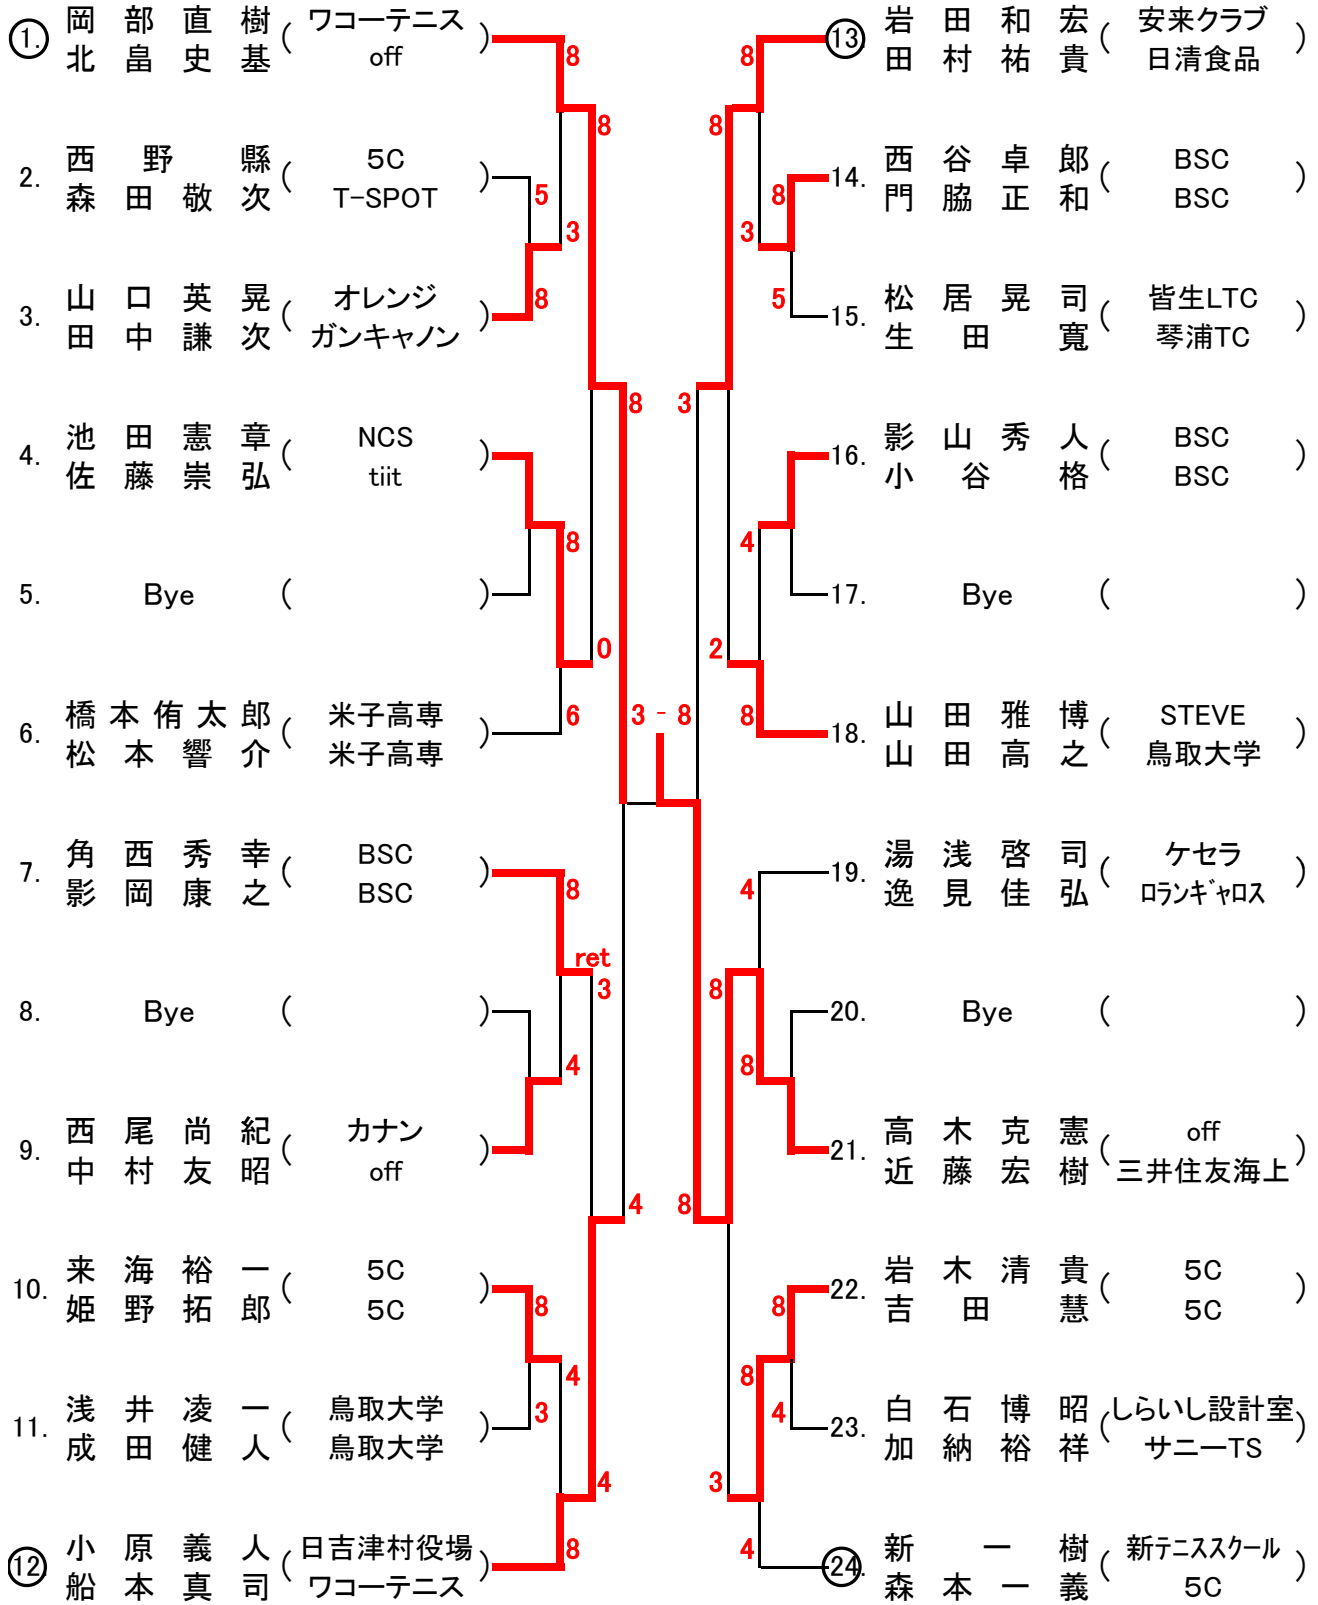 1. 岡部直樹 ( ワコーテニス )
北畠史基 off
2. 西野縣 ( 5C )
森田敬次 T-SPOT
3. 山口英晃 ( オレンジ )
田中謙次 ガンキャノン
4. 池田憲章 ( NCS )
佐藤崇弘 tiit
5. Bye ( )
6. 橋本侑太郎 ( 米子高専 )
松本響介 米子高専
7. 角西秀幸 ( BSC )
影岡康之 BSC
8. Bye ( )
9. 西尾尚紀 ( カナン )
中村友昭 off
10. 来海裕一 ( 5C )
姫野拓郎 5C
11. 浅井凌一 ( 鳥取大学 )
成田健人 鳥取大学
12. 小原義人 ( 日吉津村役場 )
船本真司 ワコーテニス
8
8
5
3
8
8
8
0
6
8
ret
3
4
4
8
4
3
4
8
3 - 8
8
8
8
3
5
3
4
2
8
4
8
8
8
8
8
4
3
4
13. 岩田和宏 ( 安来クラブ )
田村祐貴 日清食品
14. 西谷卓郎 ( BSC )
門脇正和 BSC
15. 松居晃司 ( 皆生LTC )
生田寛 琴浦TC
16. 影山秀人 ( BSC )
小谷格 BSC
17. Bye ( )
18. 山田雅博 ( STEVE )
山田高之 鳥取大学
19. 湯浅啓司 ( ケセラ )
逸見佳弘 ロランギャロス
20. Bye ( )
21. 高木克憲 ( off )
近藤宏樹 三井住友海上
22. 岩木清貴 ( 5C )
吉田慧 5C
23. 白石博昭 ( しらいし設計室 )
加納裕祥 サニーTS
24. 新一樹 ( 新テニススクール )
森本一義 5C